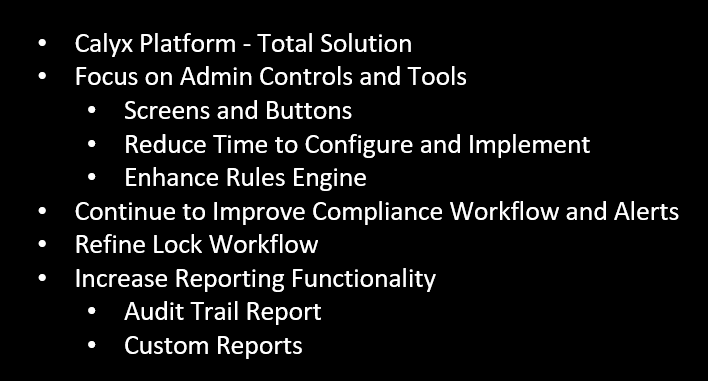 • Calyx Platform - Total Solution
• Focus on Admin Controls and Tools
• Screens and Buttons
• Reduce Time to Configure and Implement
• Enhance Rules Engine
• Continue to Improve Compliance Workflow and Alerts
• Refine Lock Workflow
• Increase Reporting Functionality
• Audit Trail Report
• Custom Reports